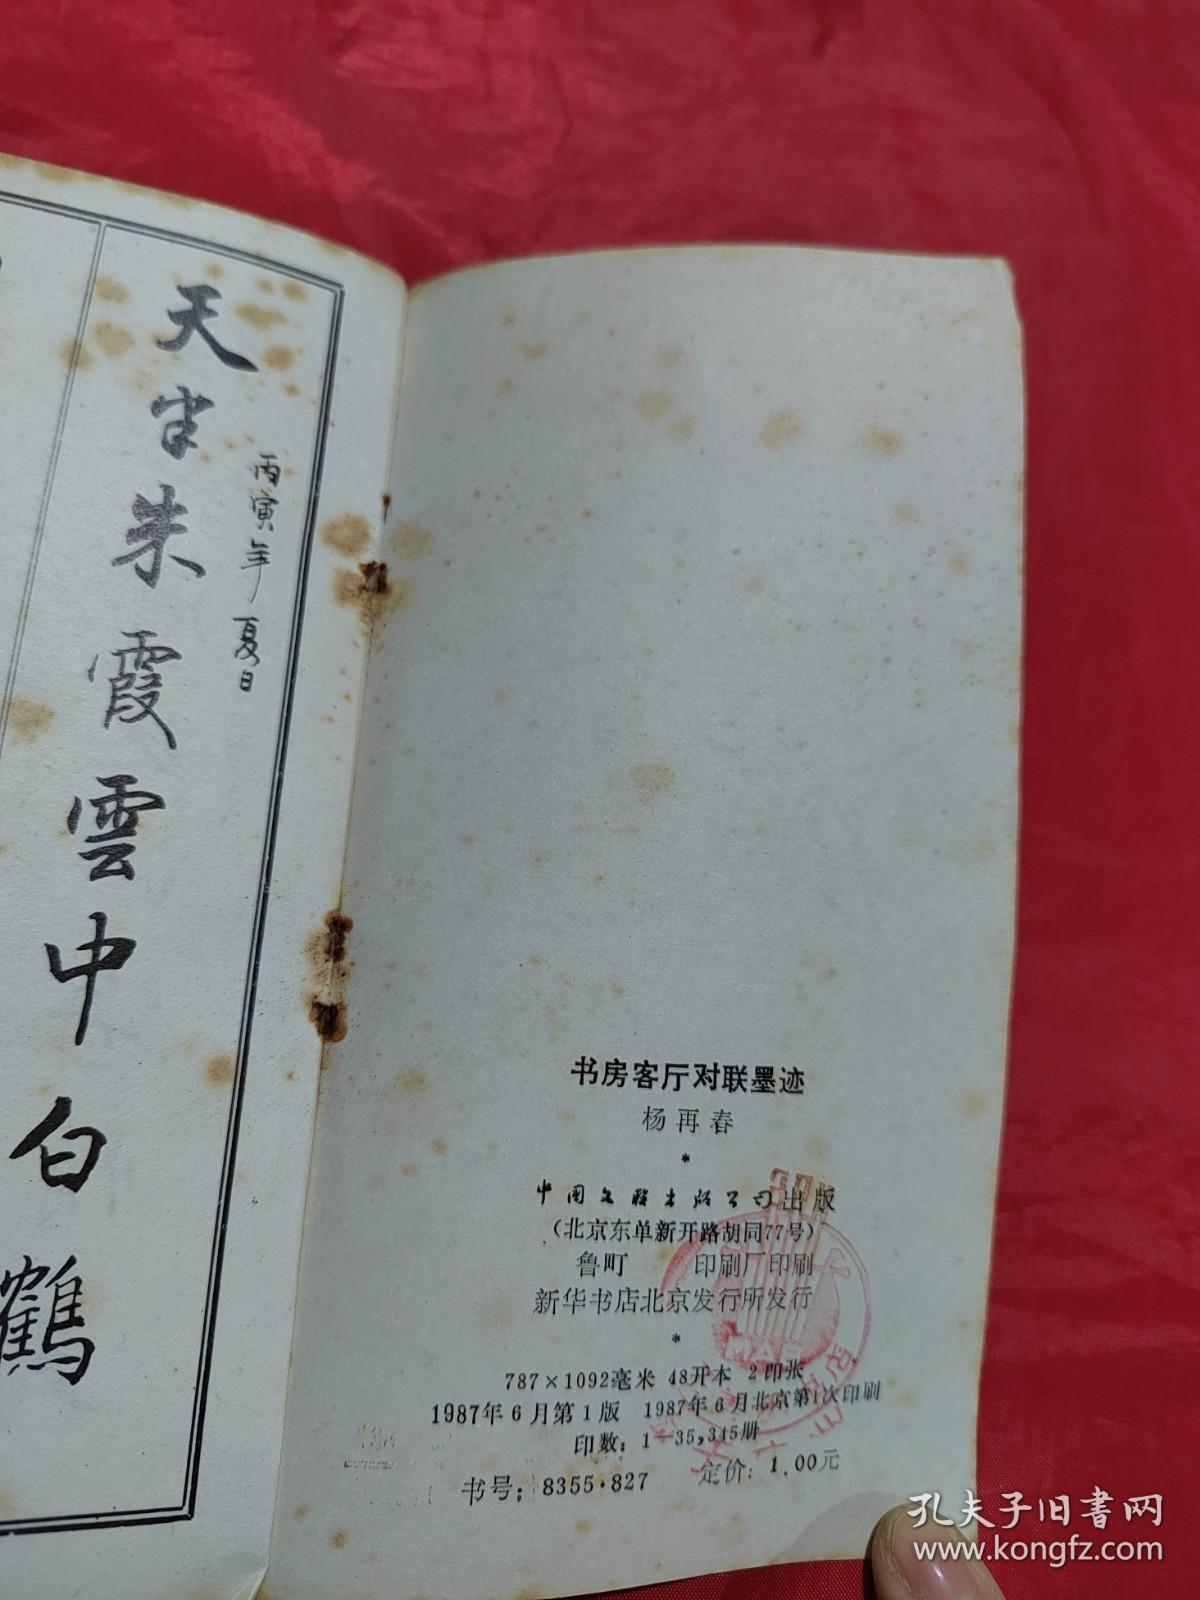 天半朱霞雲中白鶴
丙寅年夏日
书房客厅对联墨迹
杨再春
*
中国文联出版公司出版
(北京东单新开路胡同77号)
鲁町 印刷厂印刷
新华书店北京发行所发行
*
787×1092毫米 48开本 2印张
1987年6月第1版 1987年6月北京第1次印刷
印数:1—35,345册
书号:8355·827 定价:1.00元
孔夫子旧书网
www.kongfz.com